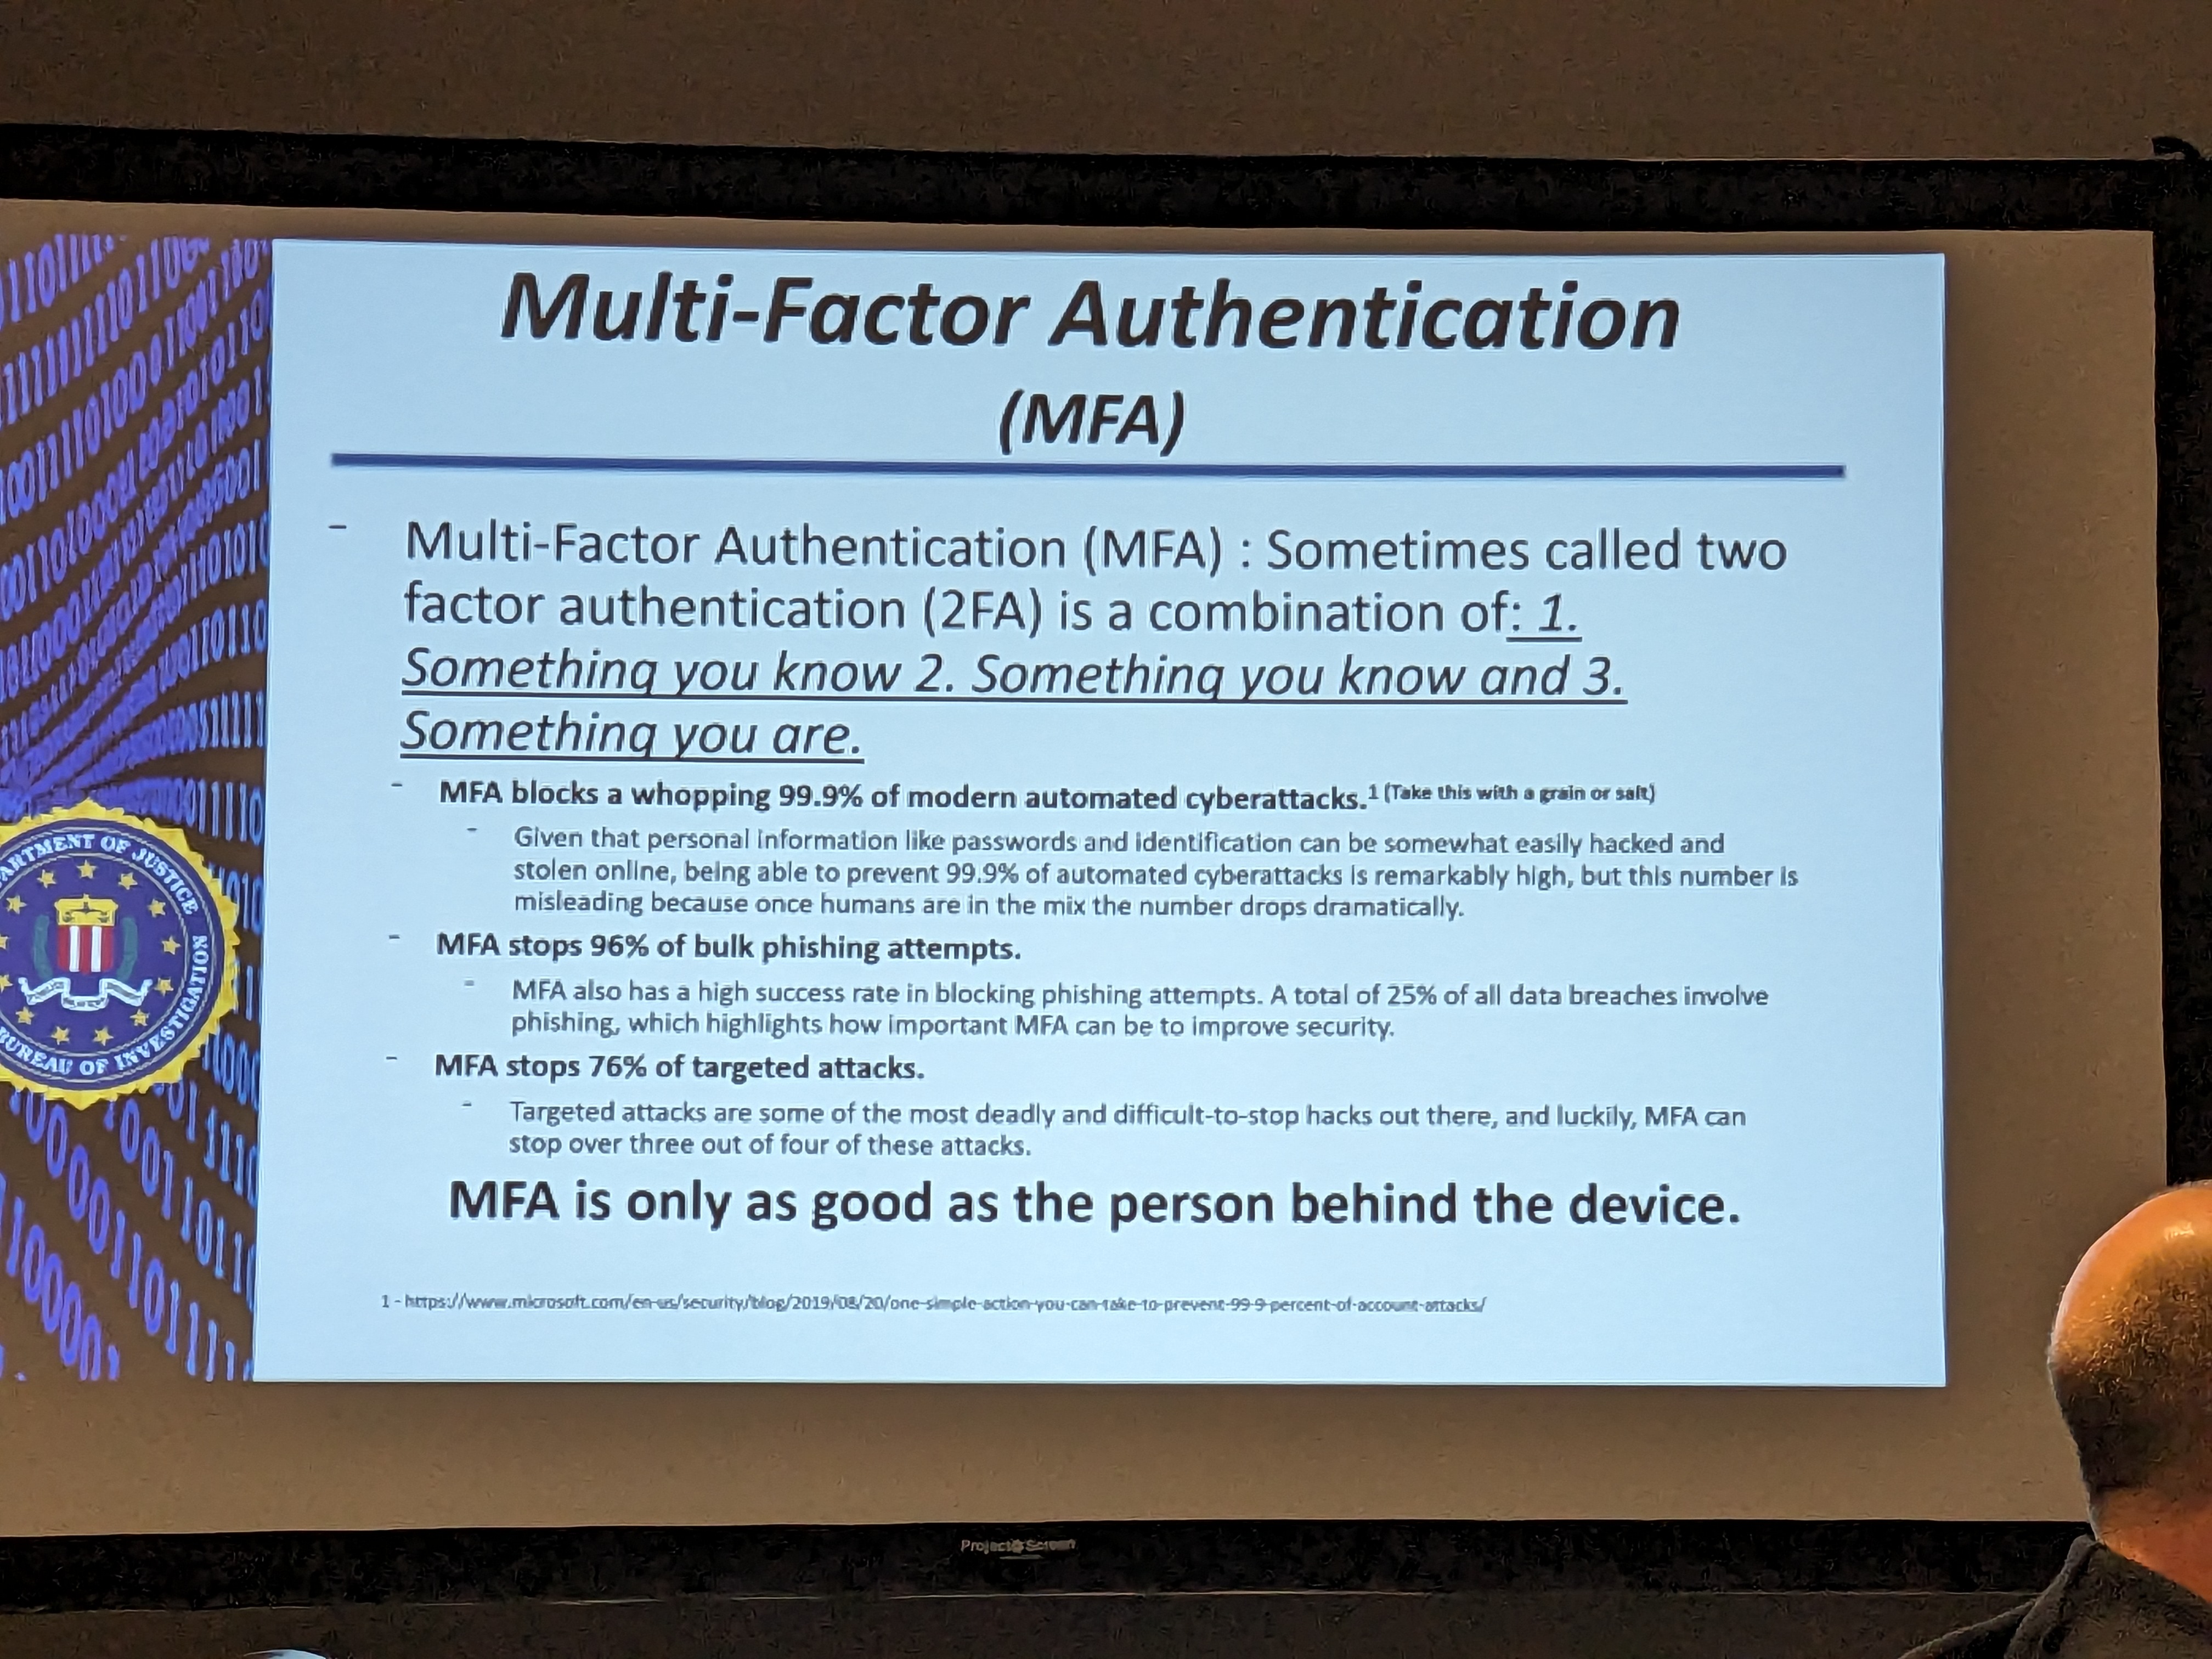 Multi-Factor Authentication
(MFA)
- Multi-Factor Authentication (MFA) : Sometimes called two
factor authentication (2FA) is a combination of: 1.
Something you know 2. Something you know and 3.
Something you are.
- MFA blocks a whopping 99.9% of modern automated cyberattacks.1 (Take this with a grain or salt)
- Given that personal information like passwords and identification can be somewhat easily hacked and
stolen online, being able to prevent 99.9% of automated cyberattacks is remarkably high, but this number is
misleading because once humans are in the mix the number drops dramatically.
- MFA stops 96% of bulk phishing attempts.
- MFA also has a high success rate in blocking phishing attempts. A total of 25% of all data breaches involve
phishing, which highlights how important MFA can be to improve security.
- MFA stops 76% of targeted attacks.
- Targeted attacks are some of the most deadly and difficult-to-stop hacks out there, and luckily, MFA can
stop over three out of four of these attacks.
MFA is only as good as the person behind the device.
1 - https://www.microsoft.com/en-us/security/blog/2019/08/20/one-simple-action-you-can-take-to-prevent-99-9-percent-of-account-attacks/
ARTMENT OF JUSTICE
BUREAU OF INVESTIGATION
Project Screen